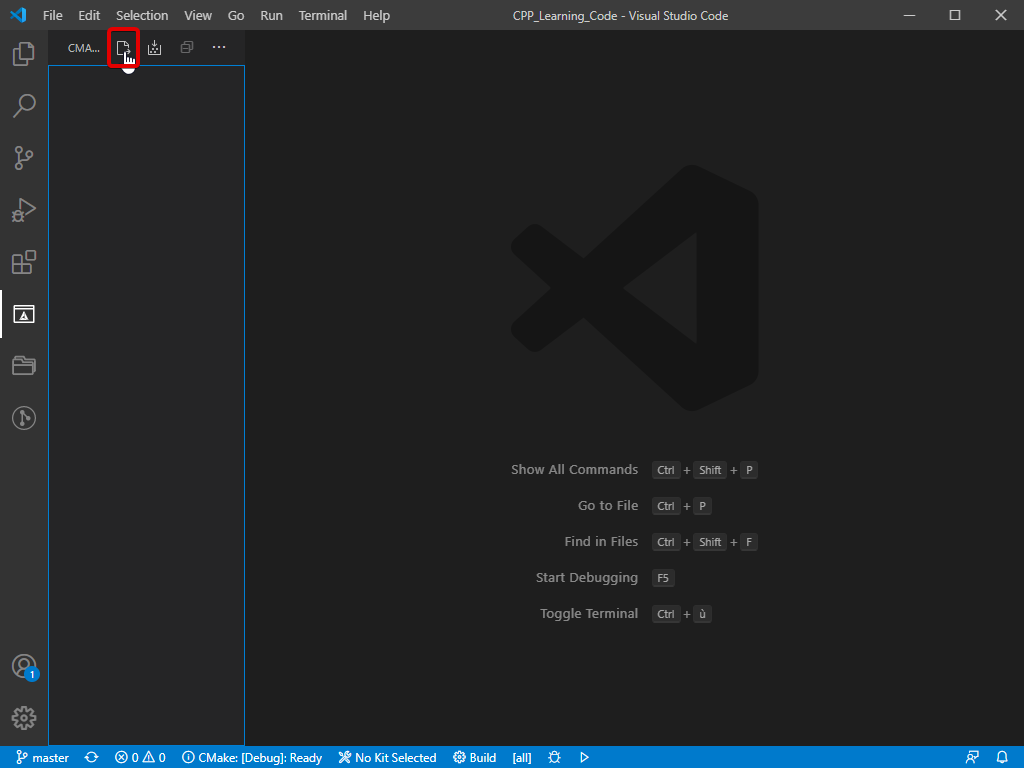 File Edit Selection View Go Run Terminal Help CPP_Learning_Code - Visual Studio Code
CMA...
Show All Commands Ctrl + Shift + P
Go to File Ctrl + P
Find in Files Ctrl + Shift + F
Start Debugging F5
Toggle Terminal Ctrl + ù
1
master 0 0 CMake: [Debug]: Ready No Kit Selected Build [all]